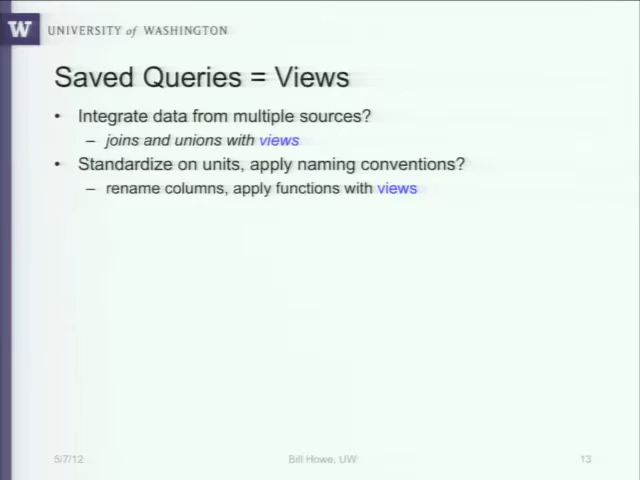 W UNIVERSITY of WASHINGTON
Saved Queries = Views
• Integrate data from multiple sources?
– joins and unions with views
• Standardize on units, apply naming conventions?
– rename columns, apply functions with views
5/7/12 Bill Howe, UW 13